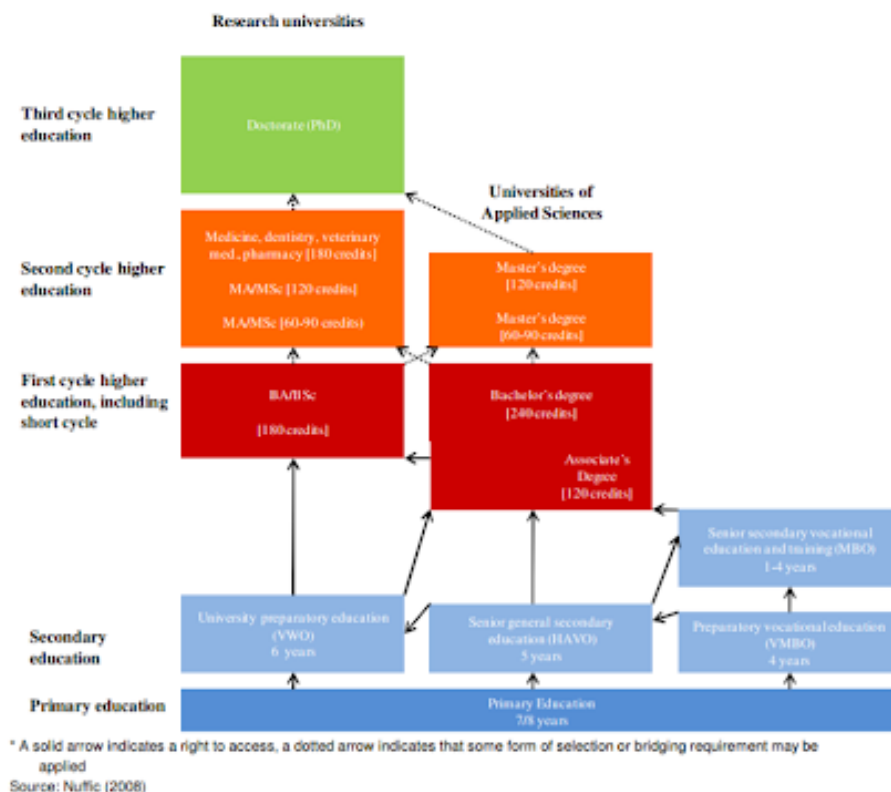 Research universities
Third cycle higher
education
Doctorate (PhD)
Universities of
Applied Sciences
Second cycle higher
education
Medicine, dentistry, veterinary
med., pharmacy [180 credits]
MA/MSc [120 credits]
MA/MSc [60-90 credits)
Master's degree
[120 credits]
Master's degree
[60-90 credits]
First cycle higher
education, including
short cycle
BA/BSc
[180 credits]
Bachelor's degree
[240 credits]
Associate's
Degree
[120 credits]
Senior secondary vocational
education and training (MBO)
1-4 years
Secondary
education
University preparatory education
(VWO)
6 years
Senior general secondary
education (HAVO)
5 years
Preparatory vocational education
(VMBO)
4 years
Primary education
Primary Education
7/8 years
* A solid arrow indicates a right to access, a dotted arrow indicates that some form of selection or bridging requirement may be
applied
Source: Nuffic (2008)